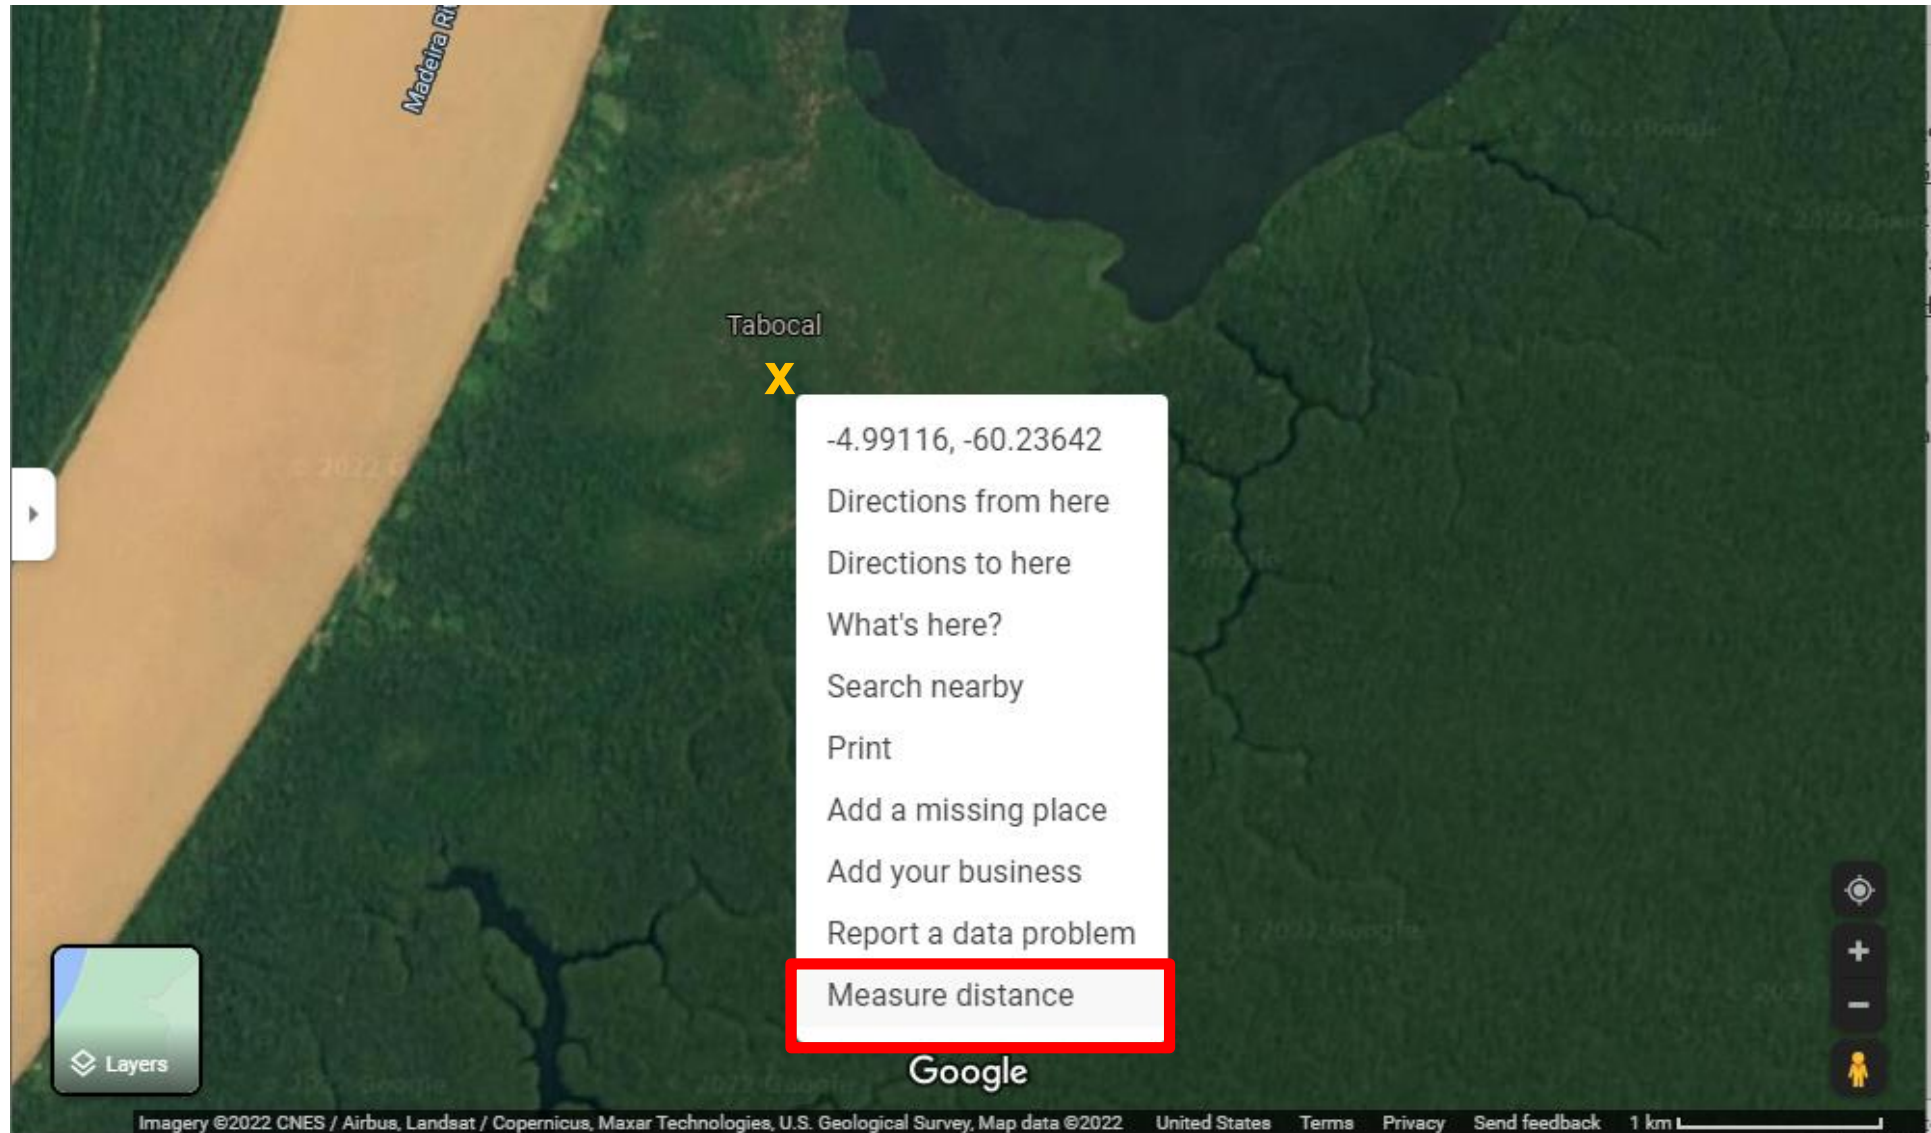 Madeira Ri
Tabocal
X
-4.99116, -60.23642
Directions from here
Directions to here
What's here?
Search nearby
Print
Add a missing place
Add your business
Report a data problem
Measure distance
Layers
Google
Imagery ©2022 CNES / Airbus, Landsat / Copernicus, Maxar Technologies, U.S. Geological Survey, Map data ©2022 United States Terms Privacy Send feedback 1 km